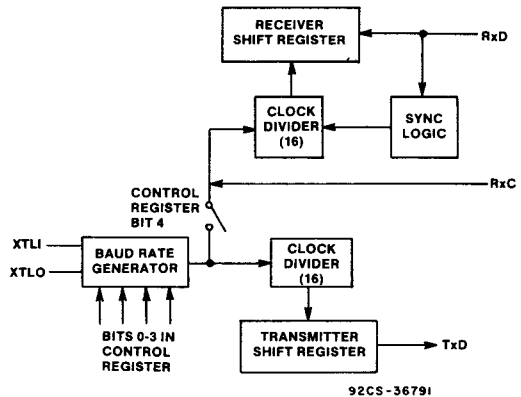 RECEIVER
SHIFT REGISTER
RxD
CLOCK
DIVIDER
(16)
SYNC
LOGIC
RxC
CONTROL
REGISTER
BIT 4
XTLI
XTLO
BAUD RATE
GENERATOR
CLOCK
DIVIDER
(16)
BITS 0-3 IN
CONTROL
REGISTER
TRANSMITTER
SHIFT REGISTER
TxD
92CS-36791